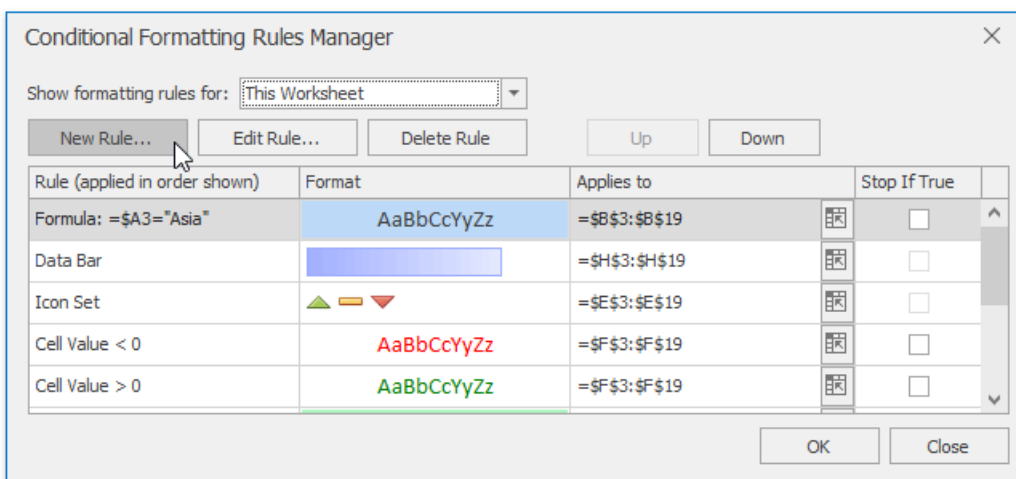 Conditional Formatting Rules Manager
Show formatting rules for: This Worksheet
New Rule... Edit Rule... Delete Rule Up Down
Rule (applied in order shown) Format Applies to Stop If True
Formula: =$A3="Asia" AaBbCcYyZz =$B$3:$B$19
Data Bar =$H$3:$H$19
Icon Set =$E$3:$E$19
Cell Value < 0 AaBbCcYyZz =$F$3:$F$19
Cell Value > 0 AaBbCcYyZz =$F$3:$F$19
OK Close